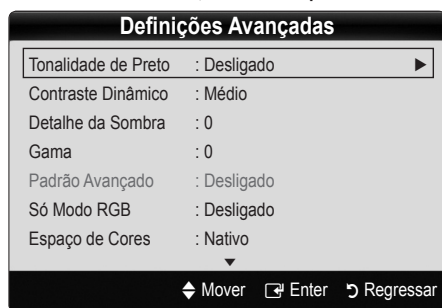 Definições Avançadas
Tonalidade de Preto : Desligado
Contraste Dinâmico : Médio
Detalhe da Sombra : 0
Gama : 0
Padrão Avançado : Desligado
Só Modo RGB : Desligado
Espaço de Cores : Nativo
Mover Enter Regressar